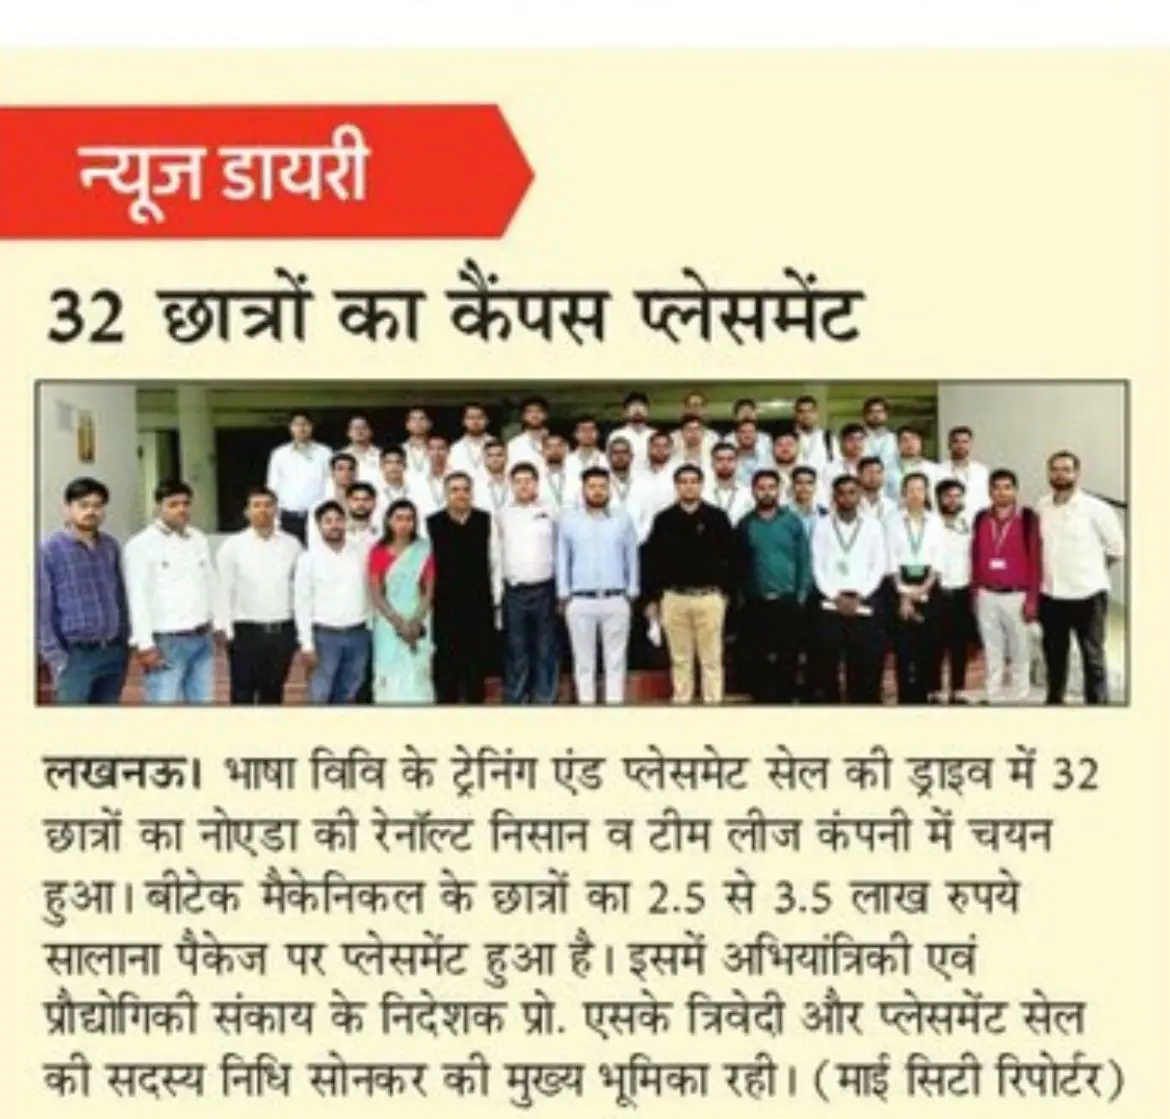 न्यूज डायरी
32 छात्रों का कैंपस प्लेसमेंट
लखनऊ। भाषा विवि के ट्रेनिंग एंड प्लेसमेट सेल की ड्राइव में 32
छात्रों का नोएडा की रेनॉल्ट निसान व टीम लीज कंपनी में चयन
हुआ। बीटेक मैकेनिकल के छात्रों का 2.5 से 3.5 लाख रुपये
सालाना पैकेज पर प्लेसमेंट हुआ है। इसमें अभियांत्रिकी एवं
प्रौद्योगिकी संकाय के निदेशक प्रो. एसके त्रिवेदी और प्लेसमेंट सेल
की सदस्य निधि सोनकर की मुख्य भूमिका रही। (माई सिटी रिपोर्टर)